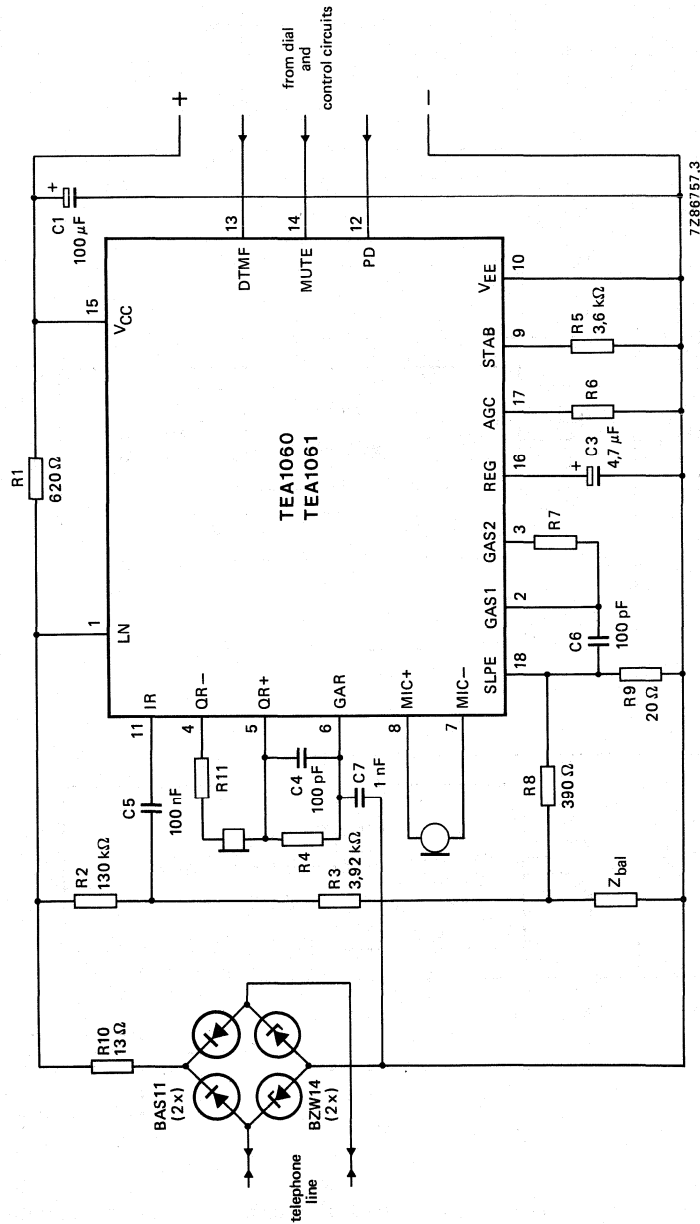 R1
620 Ω
C1
100 µF
+
+
−
from dial
and
control circuits
R10
13 Ω
R2
130 kΩ
C5
100 nF
R11
C4
100 pF
R4
C7
1 nF
R3
3,92 kΩ
BAS11
(2x)
BZW14
(2x)
telephone
line
1
LN
15
VCC
13
DTMF
14
MUTE
12
PD
11
IR
4
QR−
5
QR+
6
GAR
8
MIC+
7
MIC−
TEA1060
TEA1061
SLPE
18
GAS1
2
GAS2
3
REG
16
AGC
17
STAB
9
VEE
10
R8
390 Ω
Zbal
C6
100 pF
R9
20 Ω
R7
+
C3
4,7 µF
R6
R5
3,6 kΩ
7Z86757.3